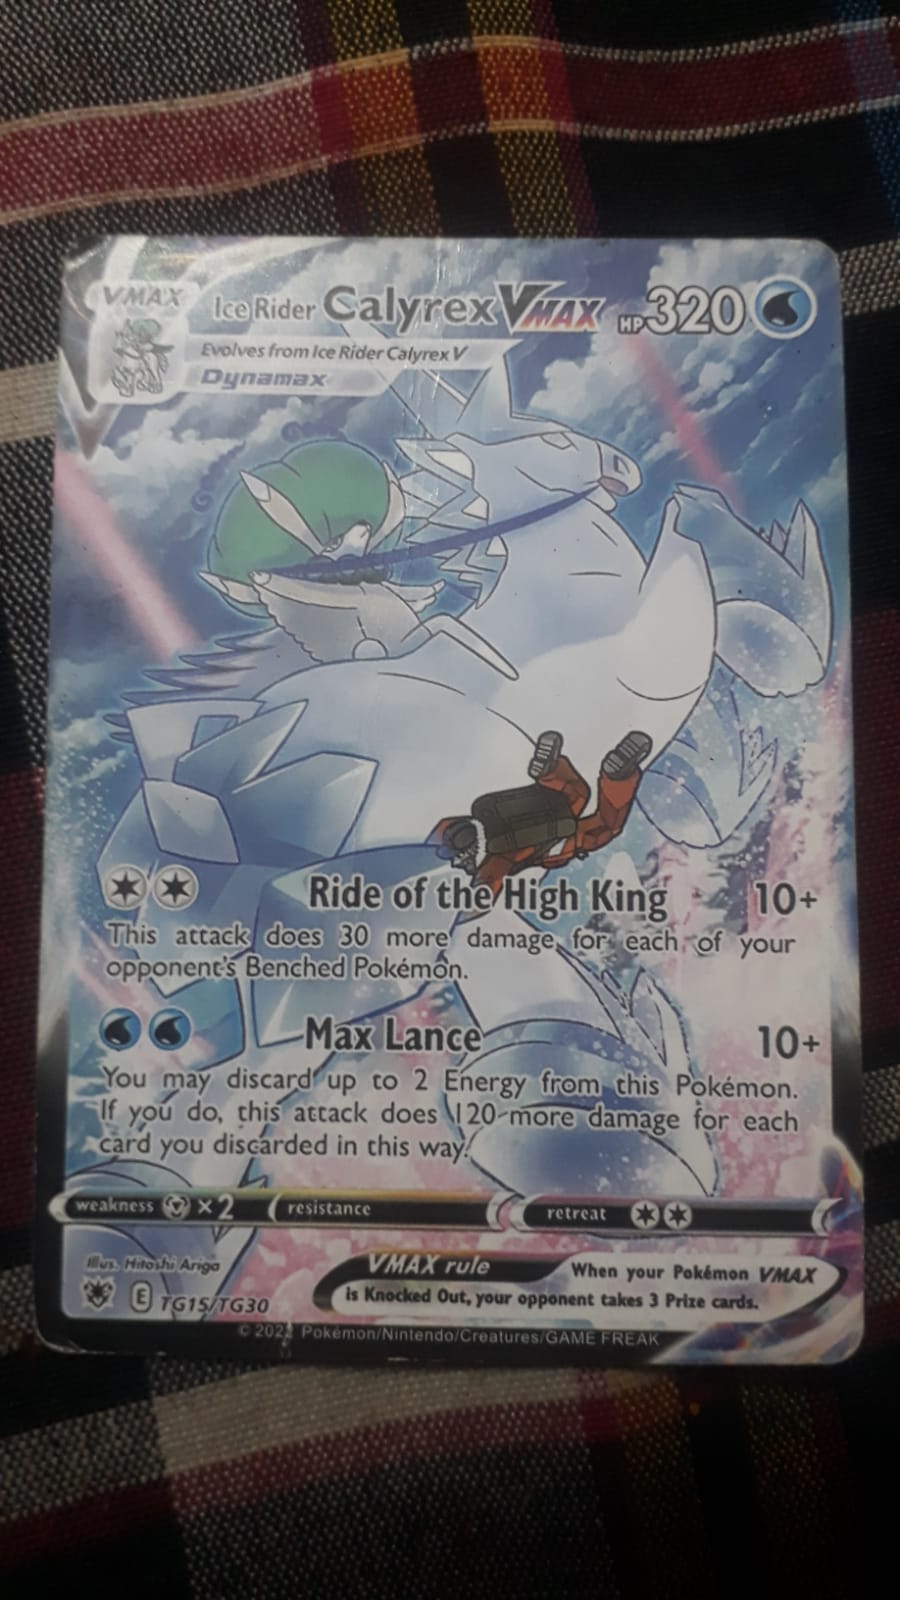 VMAX
Ice Rider Calyrex VMAX HP 320
Evolves from Ice Rider Calyrex V
Dynamax
Ride of the High King 10+
This attack does 30 more damage for each of your
opponent's Benched Pokémon.
Max Lance 10+
You may discard up to 2 Energy from this Pokémon.
If you do, this attack does 120 more damage for each
card you discarded in this way.
weakness ×2 resistance retreat
Illus. Hitoshi Ariga
VMAX rule When your Pokémon VMAX
is Knocked Out, your opponent takes 3 Prize cards.
E TG15/TG30
© 2022 Pokémon/Nintendo/Creatures/GAME FREAK